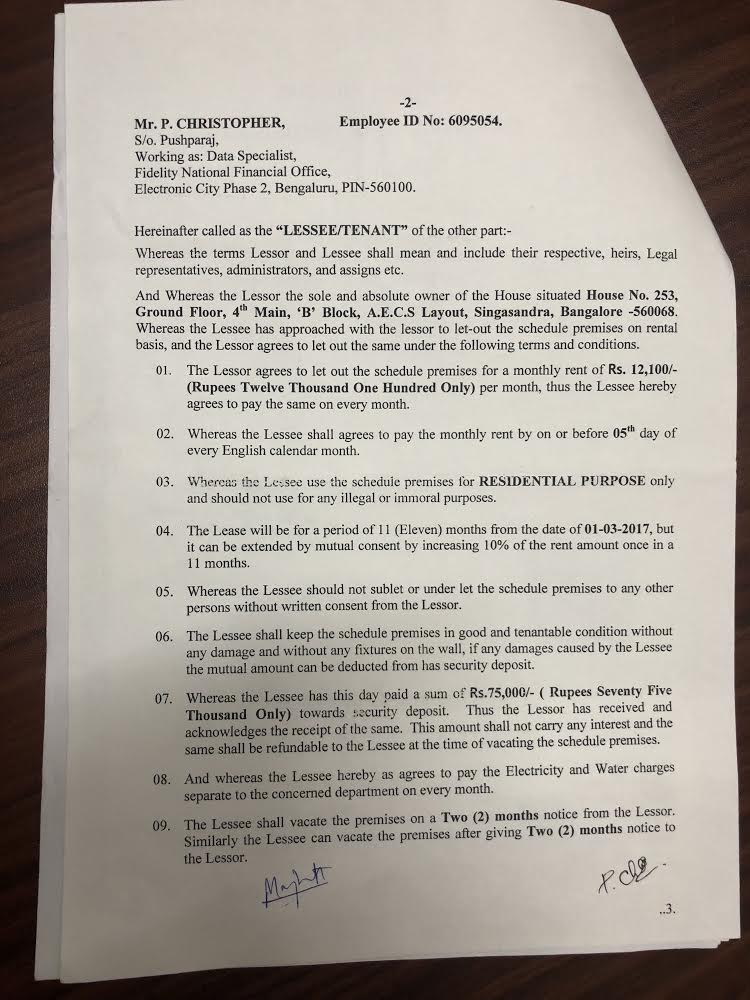 -2-
Mr. P. CHRISTOPHER, Employee ID No: 6095054.
S/o. Pushparaj,
Working as: Data Specialist,
Fidelity National Financial Office,
Electronic City Phase 2, Bengaluru, PIN-560100.
Hereinafter called as the “LESSEE/TENANT” of the other part:-
Whereas the terms Lessor and Lessee shall mean and include their respective, heirs, Legal
representatives, administrators, and assigns etc.
And Whereas the Lessor the sole and absolute owner of the House situated House No. 253,
Ground Floor, 4th Main, ‘B’ Block, A.E.C.S Layout, Singasandra, Bangalore -560068.
Whereas the Lessee has approached with the lessor to let-out the schedule premises on rental
basis, and the Lessor agrees to let out the same under the following terms and conditions.
01. The Lessor agrees to let out the schedule premises for a monthly rent of Rs. 12,100/-
(Rupees Twelve Thousand One Hundred Only) per month, thus the Lessee hereby
agrees to pay the same on every month.
02. Whereas the Lessee shall agrees to pay the monthly rent by on or before 05th day of
every English calendar month.
03. Whereas the Lessee use the schedule premises for RESIDENTIAL PURPOSE only
and should not use for any illegal or immoral purposes.
04. The Lease will be for a period of 11 (Eleven) months from the date of 01-03-2017, but
it can be extended by mutual consent by increasing 10% of the rent amount once in a
11 months.
05. Whereas the Lessee should not sublet or under let the schedule premises to any other
persons without written consent from the Lessor.
06. The Lessee shall keep the schedule premises in good and tenantable condition without
any damage and without any fixtures on the wall, if any damages caused by the Lessee
the mutual amount can be deducted from has security deposit.
07. Whereas the Lessee has this day paid a sum of Rs.75,000/- ( Rupees Seventy Five
Thousand Only) towards security deposit. Thus the Lessor has received and
acknowledges the receipt of the same. This amount shall not carry any interest and the
same shall be refundable to the Lessee at the time of vacating the schedule premises.
08. And whereas the Lessee hereby as agrees to pay the Electricity and Water charges
separate to the concerned department on every month.
09. The Lessee shall vacate the premises on a Two (2) months notice from the Lessor.
Similarly the Lessee can vacate the premises after giving Two (2) months notice to
the Lessor.
..3.